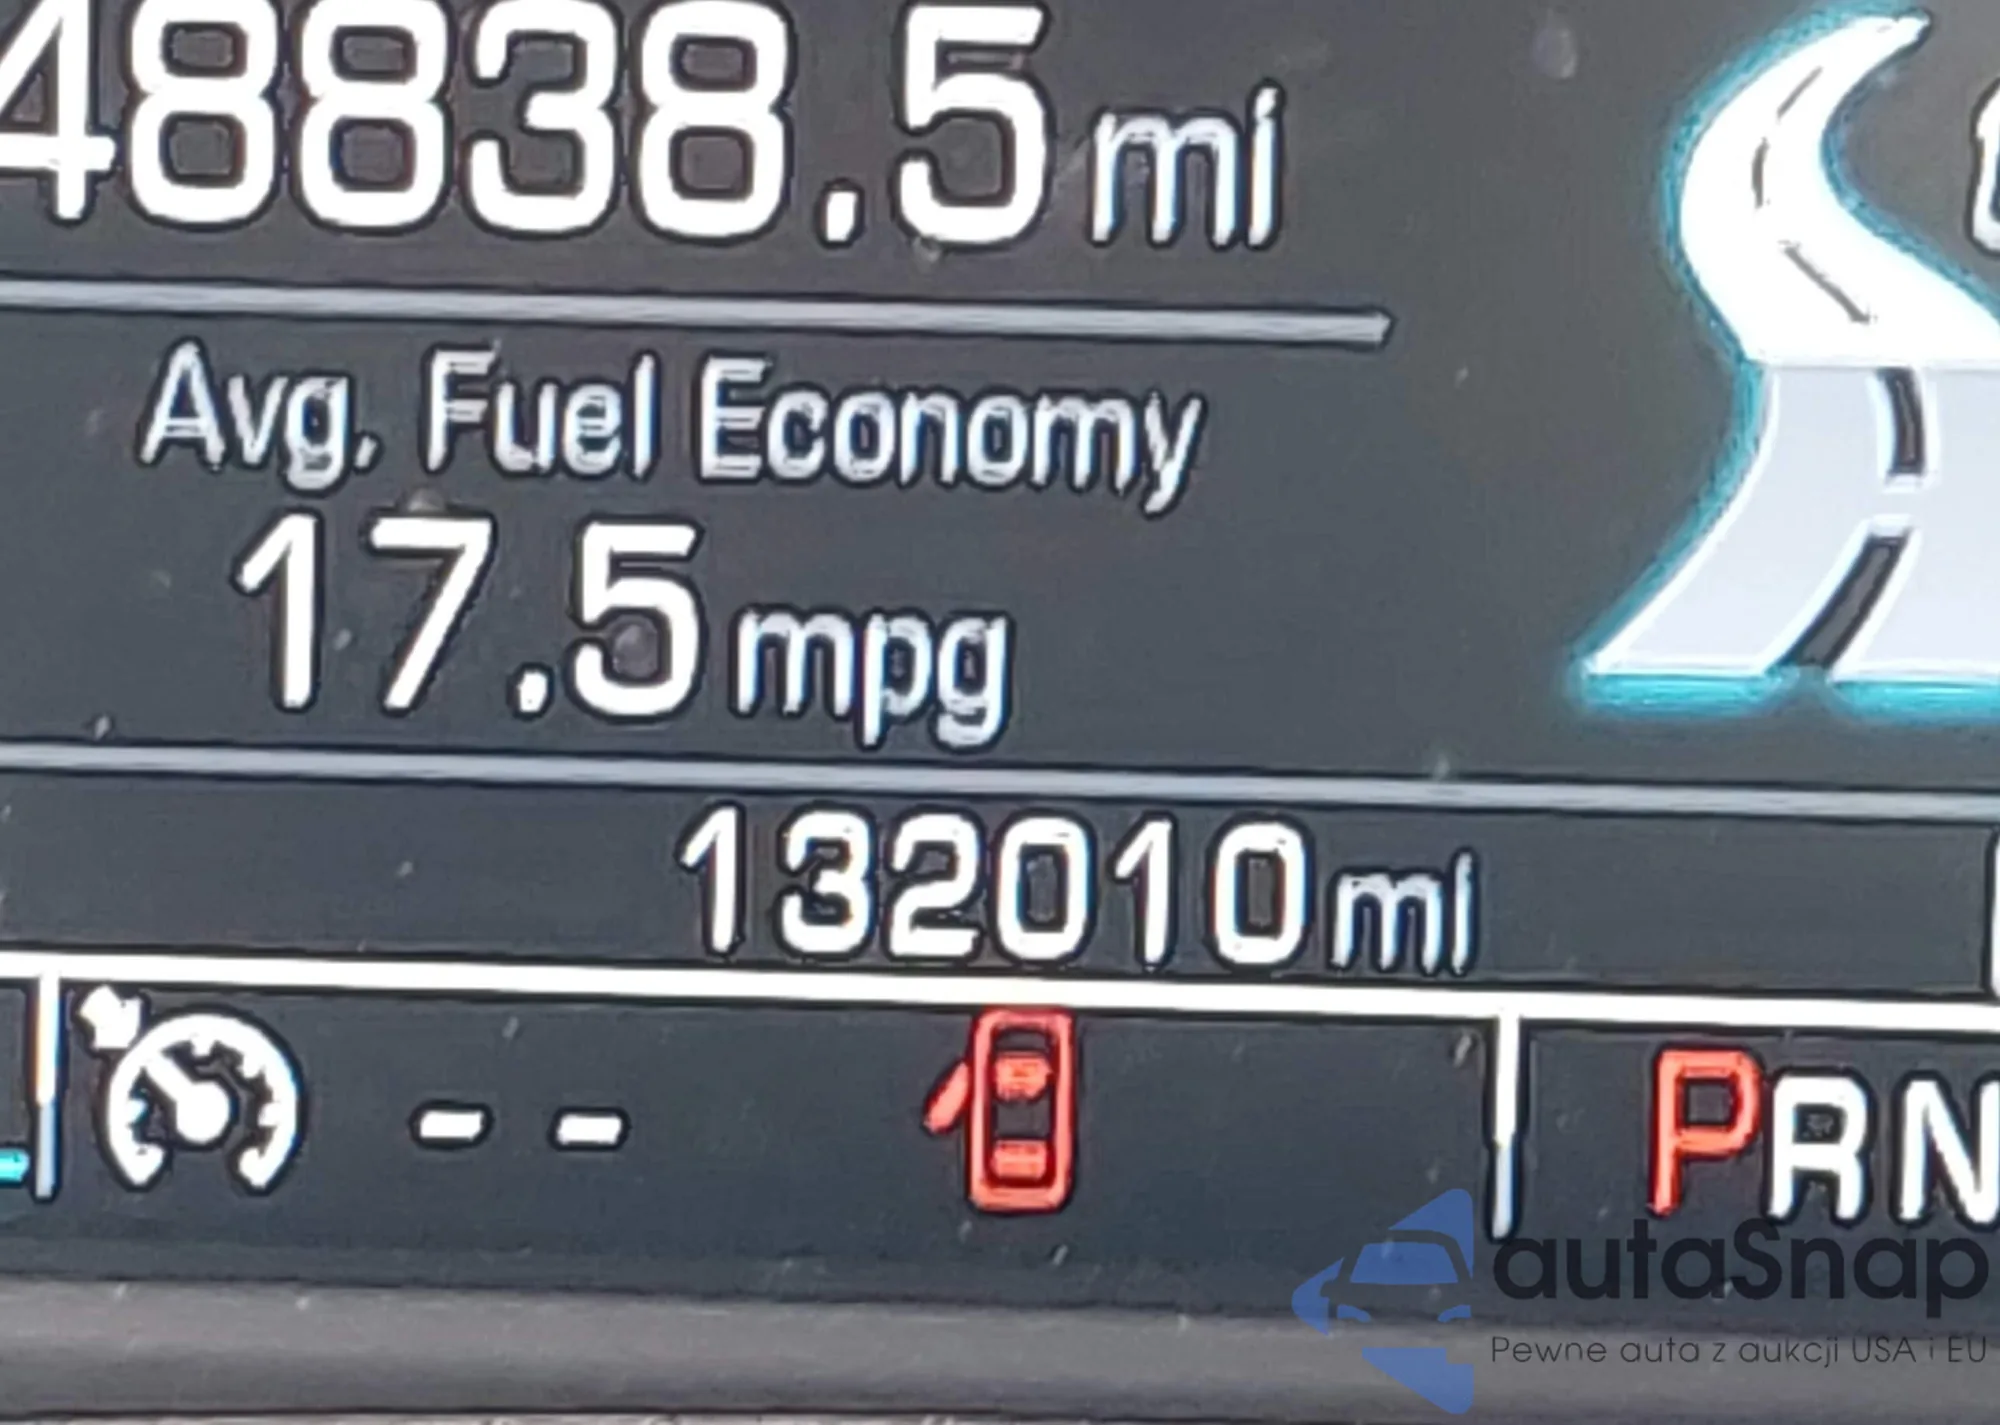 48838.5 mi
Avg. Fuel Economy
17.5 mpg
132010 mi
-- PRN
autaSnap
Pewne auta z aukcji USA i EU